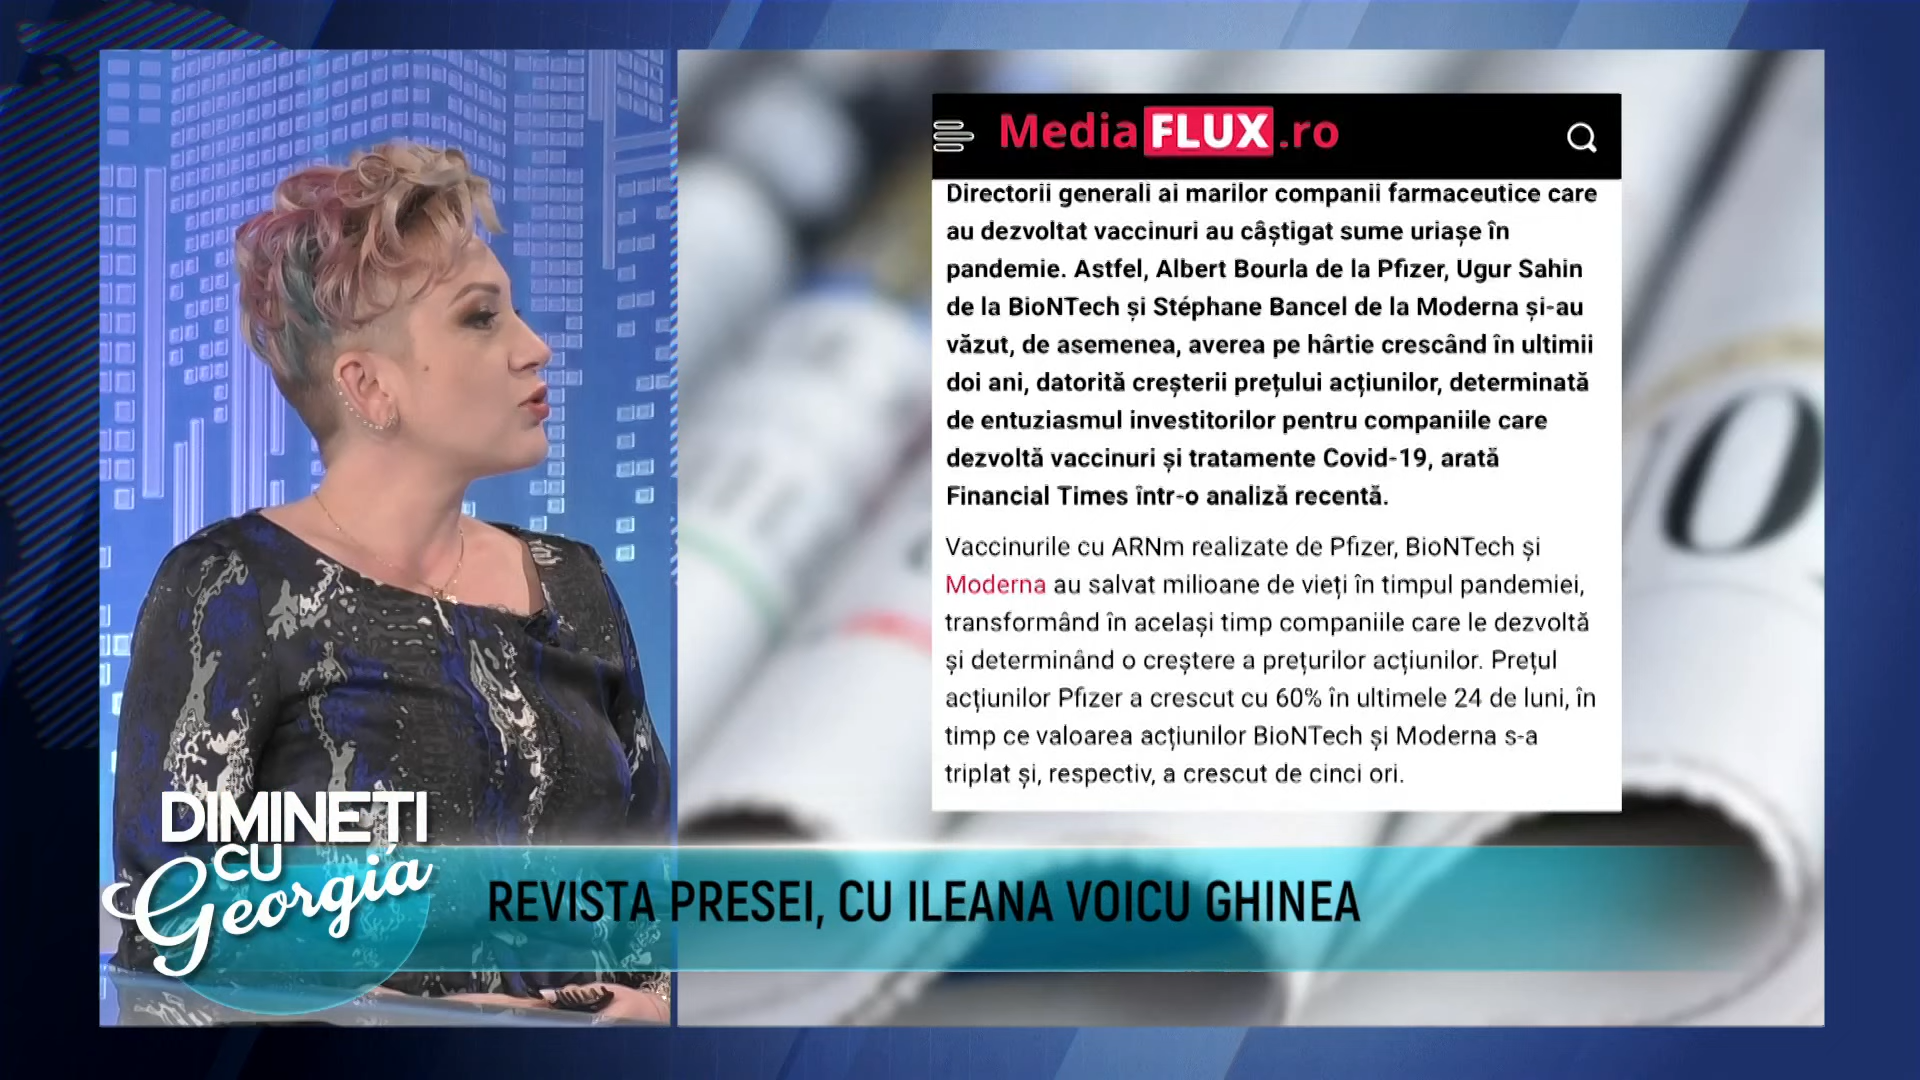 MediaFLUX.ro
Directorii generali ai marilor companii farmaceutice care
au dezvoltat vaccinuri au câștigat sume uriașe în
pandemie. Astfel, Albert Bourla de la Pfizer, Ugur Sahin
de la BioNTech și Stéphane Bancel de la Moderna și-au
văzut, de asemenea, averea pe hârtie crescând în ultimii
doi ani, datorită creșterii prețului acțiunilor, determinată
de entuziasmul investitorilor pentru companiile care
dezvoltă vaccinuri și tratamente Covid-19, arată
Financial Times într-o analiză recentă.
Vaccinurile cu ARNm realizate de Pfizer, BioNTech și
Moderna au salvat milioane de vieți în timpul pandemiei,
transformând în același timp companiile care le dezvoltă
și determinând o creștere a prețurilor acțiunilor. Prețul
acțiunilor Pfizer a crescut cu 60% în ultimele 24 de luni, în
timp ce valoarea acțiunilor BioNTech și Moderna s-a
triplat și, respectiv, a crescut de cinci ori.
DIMINEȚI
CU
Georgia
REVISTA PRESEI, CU ILEANA VOICU GHINEA